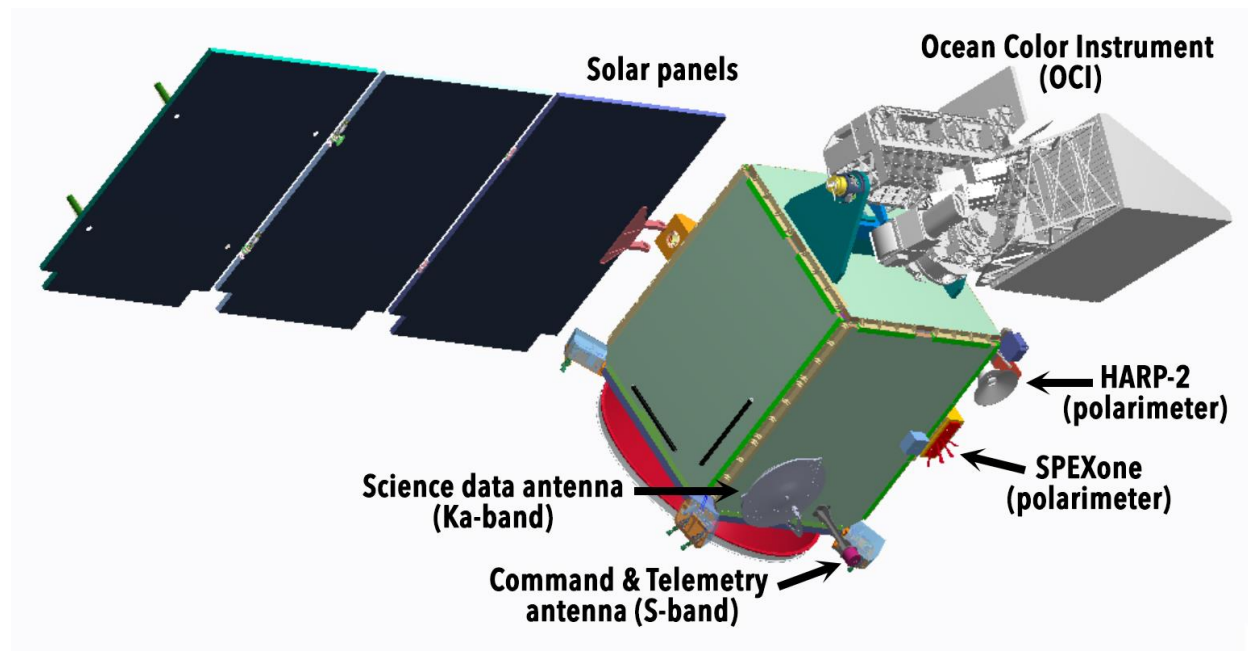 Solar panels
Ocean Color Instrument
(OCI)
HARP-2
(polarimeter)
SPEXone
(polarimeter)
Science data antenna
(Ka-band)
Command & Telemetry
antenna (S-band)